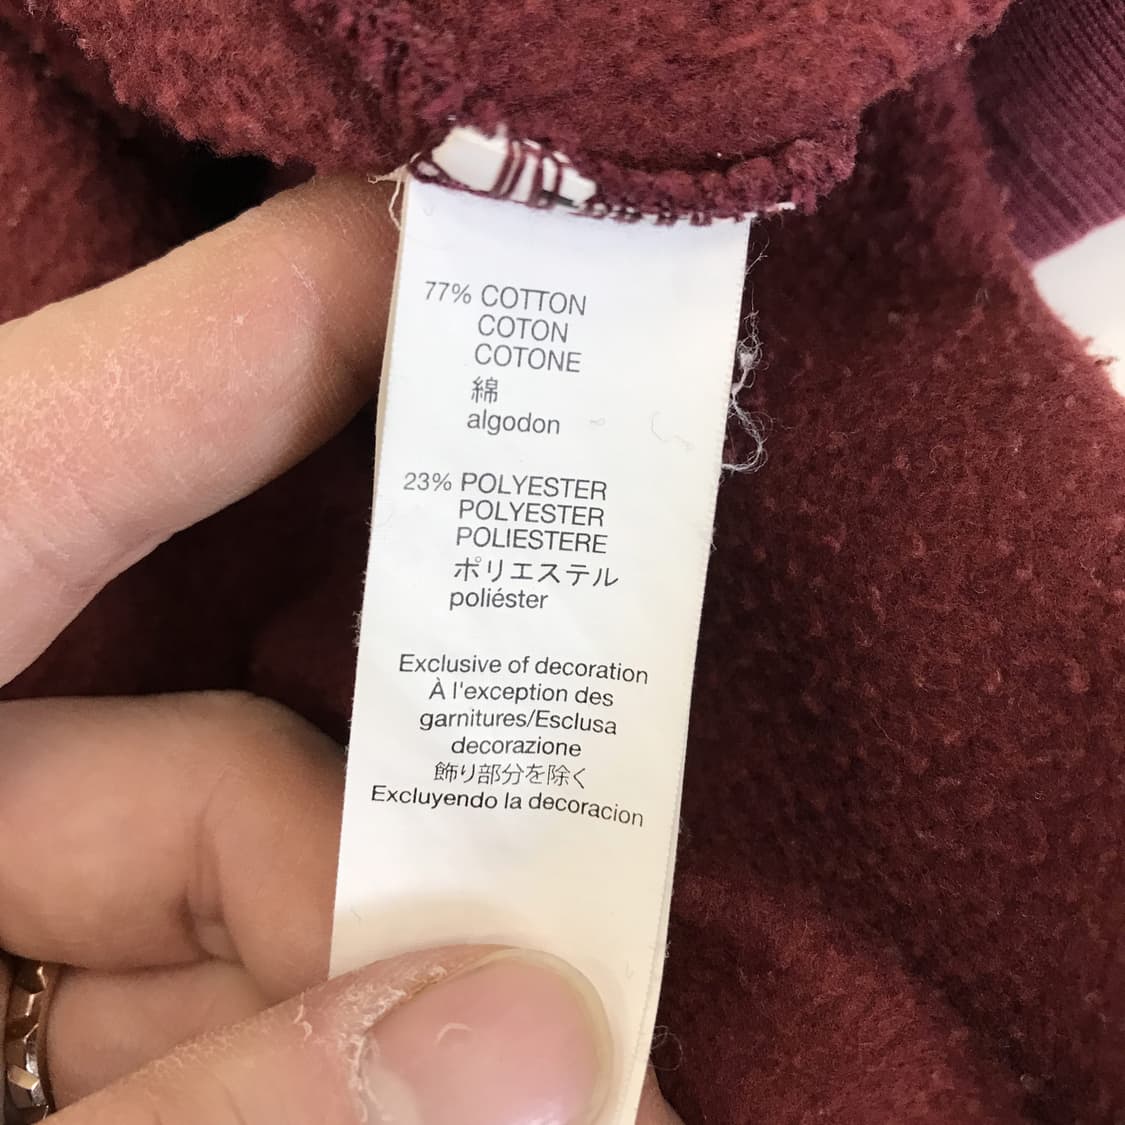 77% COTTON
COTON
COTONE
綿
algodon
23% POLYESTER
POLYESTER
POLIESTERE
ポリエステル
poliéster
Exclusive of decoration
À l'exception des
garnitures/Esclusa
decorazione
飾り部分を除く
Excluyendo la decoracion